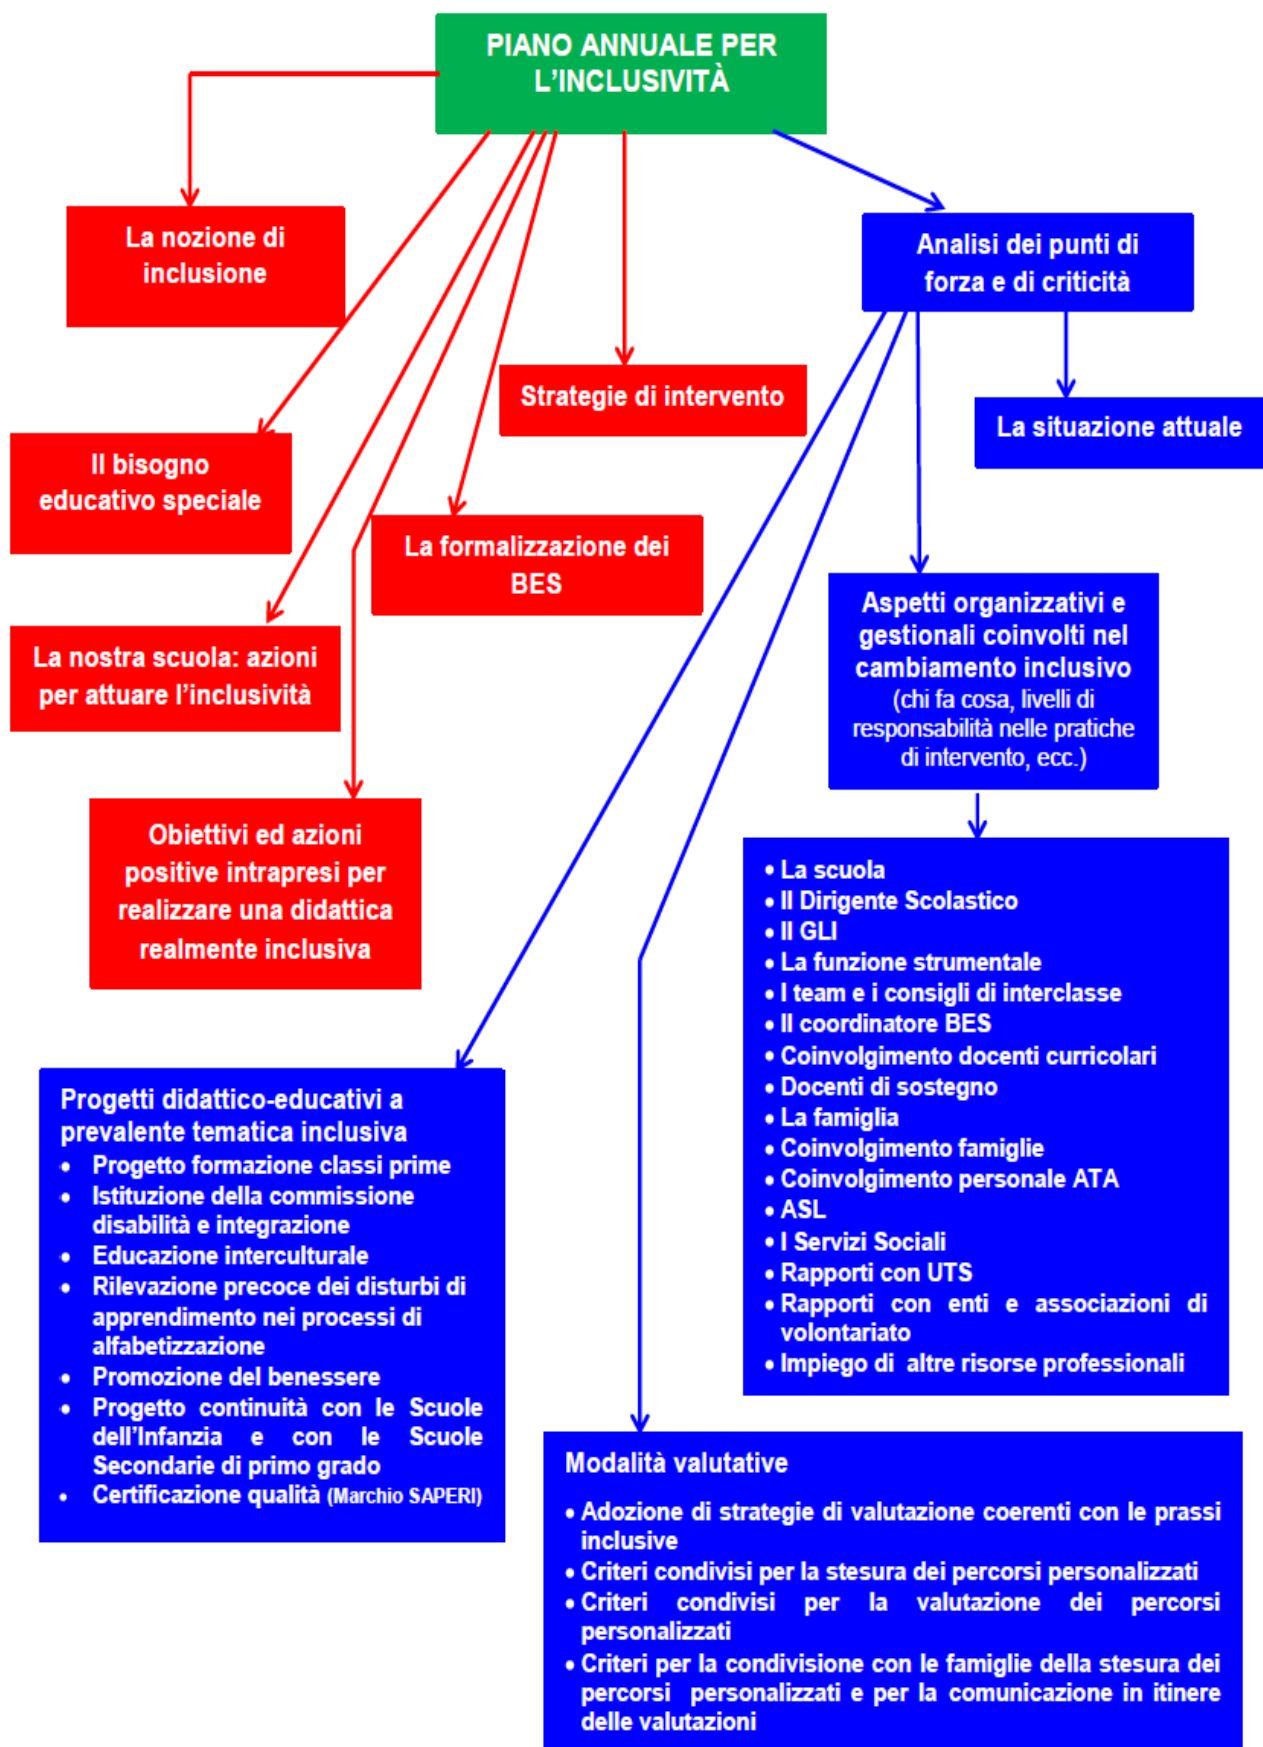 PIANO ANNUALE PER
L'INCLUSIVITÀ
La nozione di
inclusione
Analisi dei punti di
forza e di criticità
Strategie di intervento
La situazione attuale
Il bisogno
educativo speciale
La formalizzazione dei
BES
La nostra scuola: azioni
per attuare l'inclusività
Aspetti organizzativi e
gestionali coinvolti nel
cambiamento inclusivo
(chi fa cosa, livelli di
responsabilità nelle pratiche
di intervento, ecc.)
Obiettivi ed azioni
positive intrapresi per
realizzare una didattica
realmente inclusiva
• La scuola
• Il Dirigente Scolastico
• Il GLI
• La funzione strumentale
• I team e i consigli di interclasse
• Il coordinatore BES
• Coinvolgimento docenti curricolari
• Docenti di sostegno
• La famiglia
• Coinvolgimento famiglie
• Coinvolgimento personale ATA
• ASL
• I Servizi Sociali
• Rapporti con UTS
• Rapporti con enti e associazioni di
volontariato
• Impiego di altre risorse professionali
Progetti didattico-educativi a
prevalente tematica inclusiva
• Progetto formazione classi prime
• Istituzione della commissione
disabilità e integrazione
• Educazione interculturale
• Rilevazione precoce dei disturbi di
apprendimento nei processi di
alfabetizzazione
• Promozione del benessere
• Progetto continuità con le Scuole
dell'Infanzia e con le Scuole
Secondarie di primo grado
• Certificazione qualità (Marchio SAPERI)
Modalità valutative
• Adozione di strategie di valutazione coerenti con le prassi
inclusive
• Criteri condivisi per la stesura dei percorsi personalizzati
• Criteri condivisi per la valutazione dei percorsi
personalizzati
• Criteri per la condivisione con le famiglie della stesura dei
percorsi personalizzati e per la comunicazione in itinere
delle valutazioni